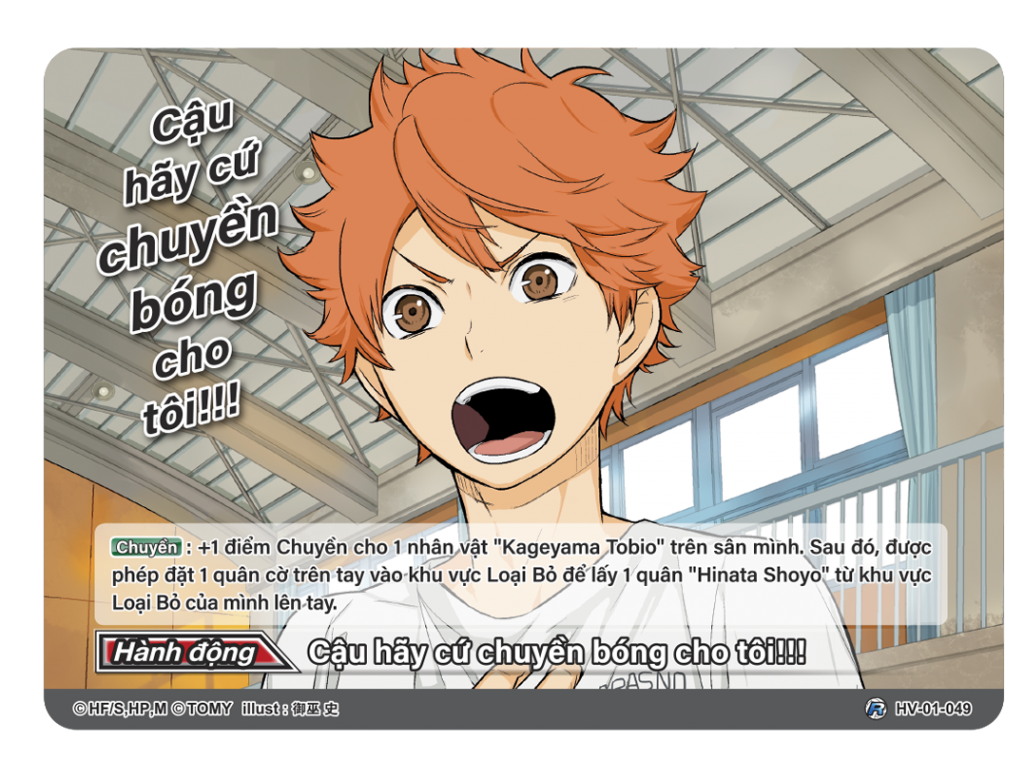 Cậu
hãy cứ
chuyền
bóng
cho
tôi!!!
Chuyền : +1 điểm Chuyền cho 1 nhân vật "Kageyama Tobio" trên sân mình. Sau đó, được
phép đặt 1 quân cờ trên tay vào khu vực Loại Bỏ để lấy 1 quân "Hinata Shoyo" từ khu vực
Loại Bỏ của mình lên tay.
Hành động Cậu hãy cứ chuyền bóng cho tôi!!!
©HF/S,HP,M ©TOMY illust : 御巫 史
R HV-01-049